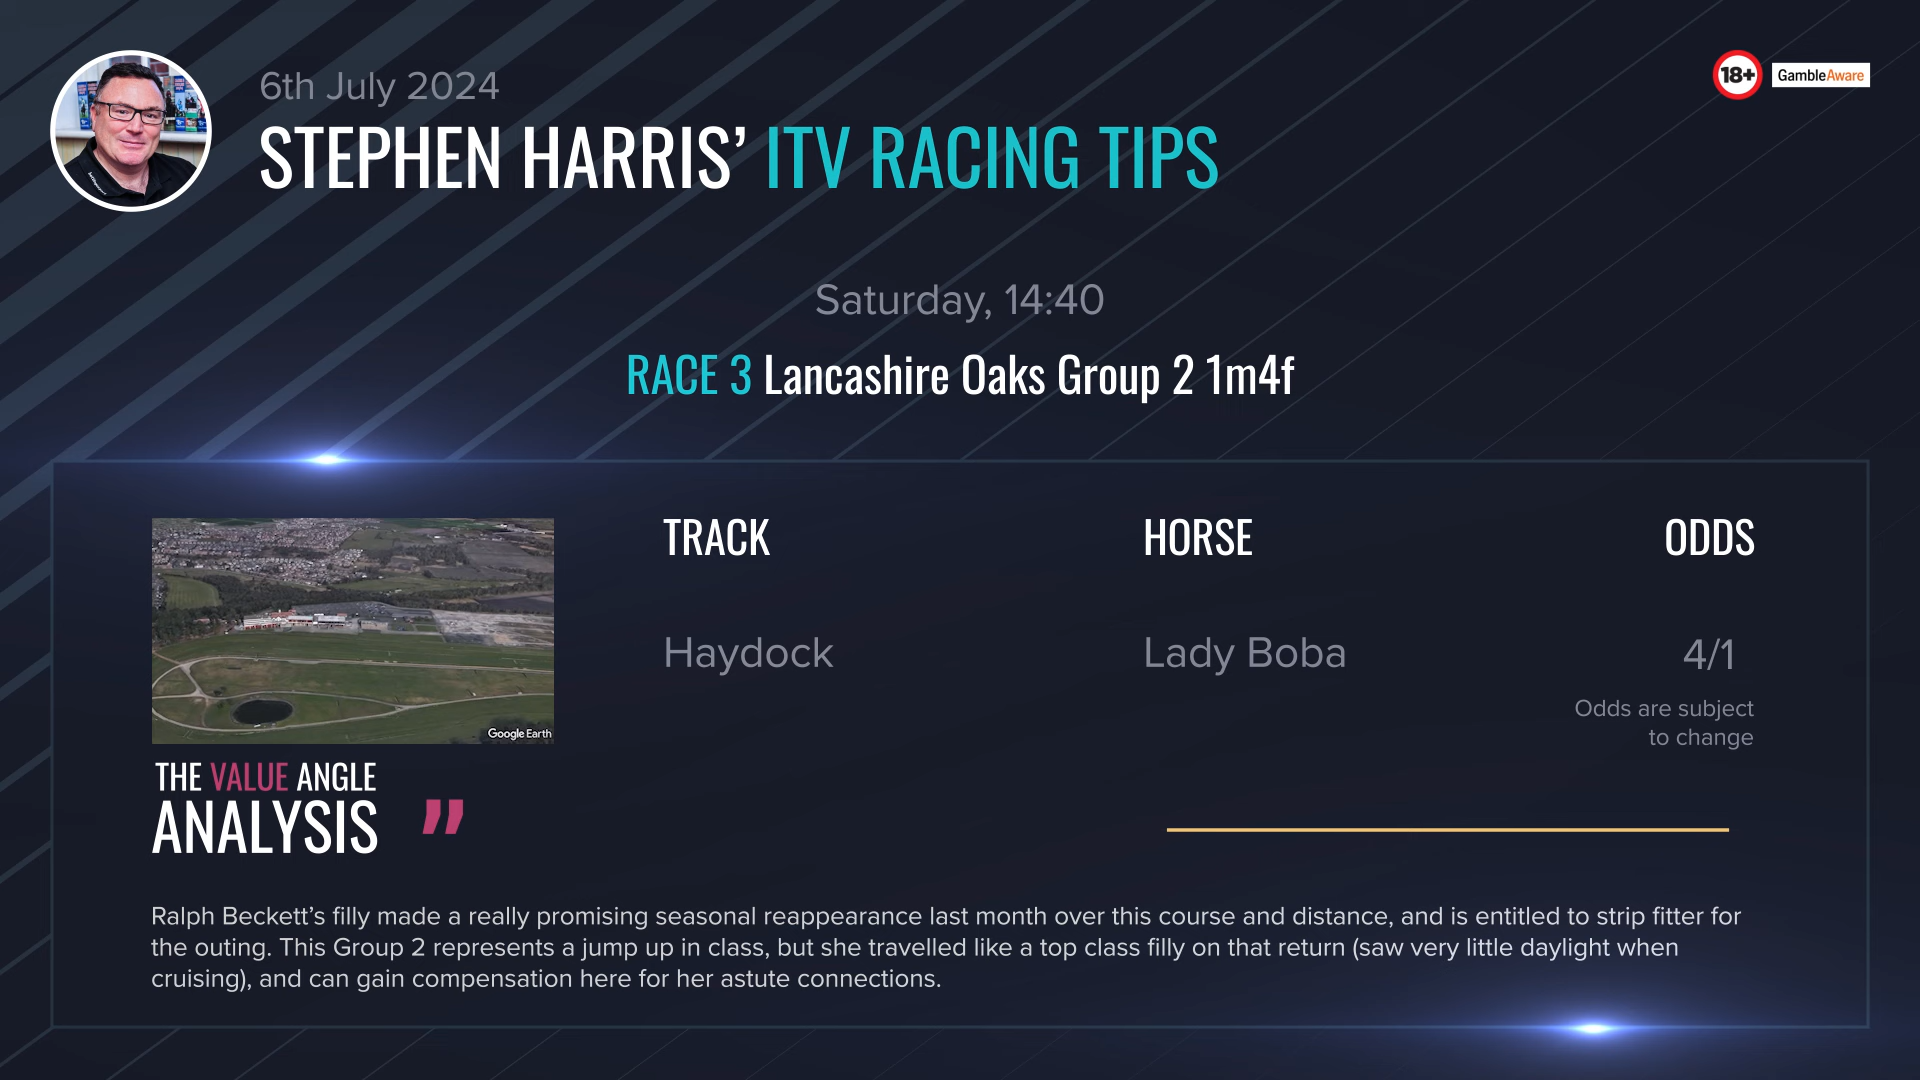 6th July 2024
STEPHEN HARRIS’ ITV RACING TIPS
18+
GambleAware
Saturday, 14:40
RACE 3 Lancashire Oaks Group 2 1m4f
TRACK
HORSE
ODDS
Haydock
Lady Boba
4/1
Odds are subject
to change
Google Earth
THE VALUE ANGLE
ANALYSIS ”
Ralph Beckett’s filly made a really promising seasonal reappearance last month over this course and distance, and is entitled to strip fitter for
the outing. This Group 2 represents a jump up in class, but she travelled like a top class filly on that return (saw very little daylight when
cruising), and can gain compensation here for her astute connections.